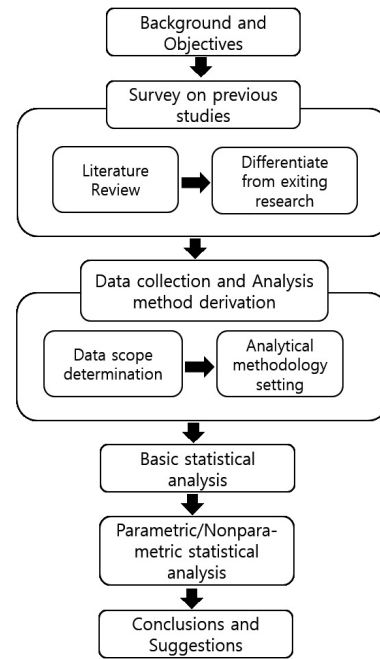 Background and
Objectives
Survey on previous
studies
Literature
Review
Differentiate
from exiting
research
Data collection and Analysis
method derivation
Data scope
determination
Analytical
methodology
setting
Basic statistical
analysis
Parametric/Nonpara-
metric statistical
analysis
Conclusions and
Suggestions